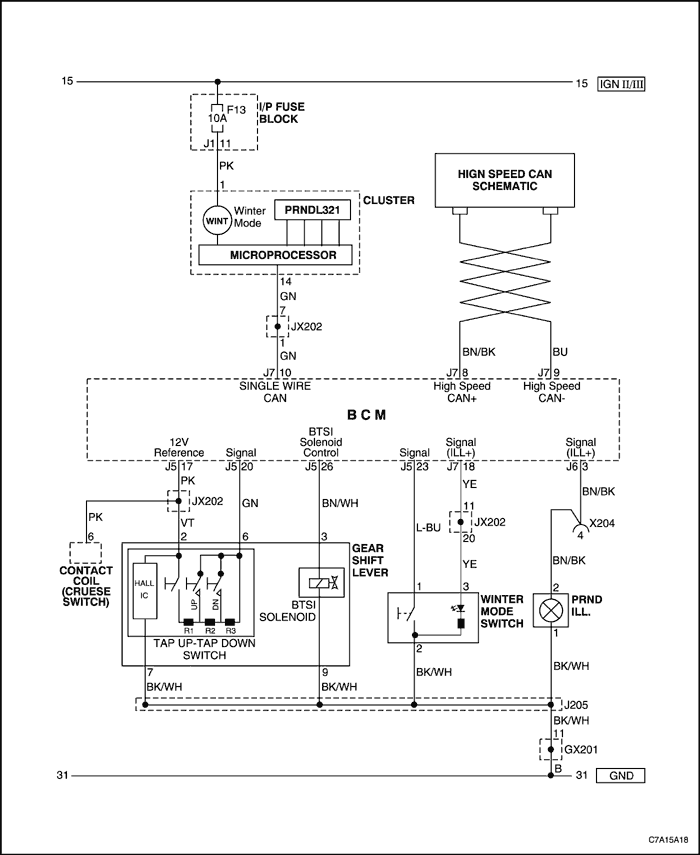 15
15 IGN II/III
F13
10A
I/P FUSE
BLOCK
J1 11
PK
1
HIGN SPEED CAN
SCHEMATIC
CLUSTER
WINT
Winter
Mode
PRNDL321
MICROPROCESSOR
14
GN
7
JX202
1
GN
BN/BK
BU
J7 10
J7 8
J7 9
SINGLE WIRE
CAN
High Speed
CAN+
High Speed
CAN-
B C M
12V
Reference
Signal
BTSI
Solenoid
Control
Signal
Signal
(ILL+)
Signal
(ILL+)
J5 17
J5 20
J5 26
J5 23
J7 18
J6 3
PK
JX202
VT
PK
6
CONTACT
COIL
(CRUESE
SWITCH)
GN
BN/WH
L-BU
YE
11
JX202
20
YE
BN/BK
X204
4
BN/BK
2
6
3
GEAR
SHIFT
LEVER
HALL
IC
UP
DN
R1
R2
R3
TAP UP-TAP DOWN
SWITCH
BTSI
SOLENOID
1
3
WINTER
MODE
SWITCH
2
2
PRND
ILL.
1
7
BK/WH
9
BK/WH
BK/WH
BK/WH
J205
BK/WH
11
GX201
B
31
31 GND
C7A15A18